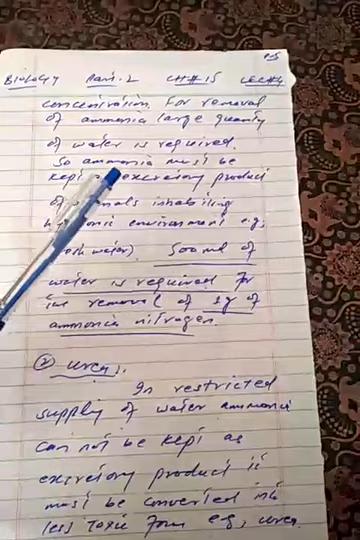 P-5
Biology Part-2 CH#15 LEC#4
concentration. For removal
of ammonia large quantity
of water is required.
So ammonia must be
kept excretory product
of inhabiting
environment e.g,
water). 500ml of
water is required for
the removal of 1g of
ammonia nitrogen.
② Urea:
In restricted
supply of water ammonia
can not be kept as
excretory product it
must be converted into
less toxic form e.g, urea.